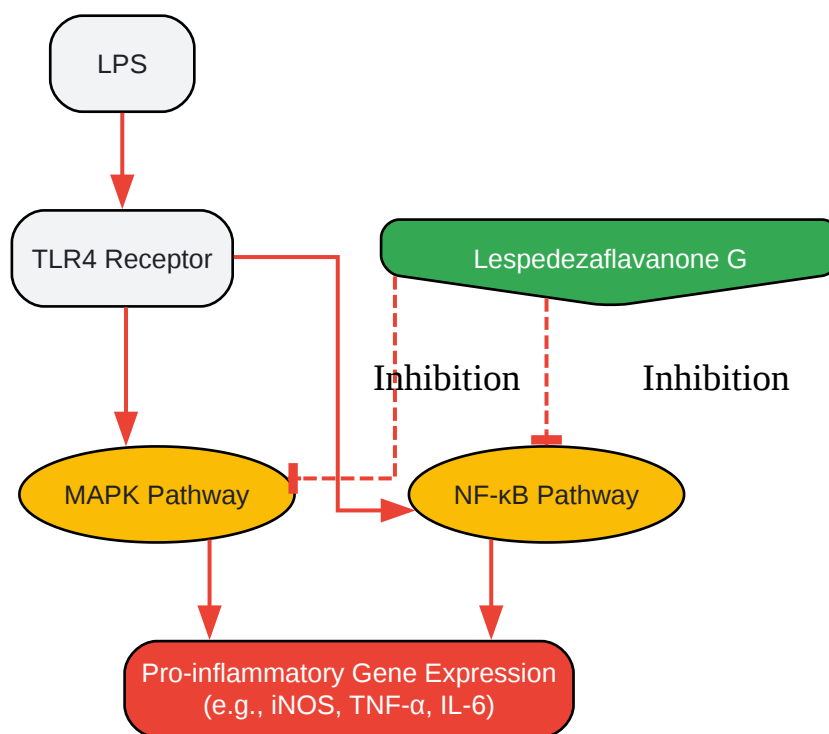 LPS
TLR4 Receptor
Lespedezaflavanone G
Inhibition
Inhibition
MAPK Pathway
NF-κB Pathway
Pro-inflammatory Gene Expression
(e.g., iNOS, TNF-α, IL-6)